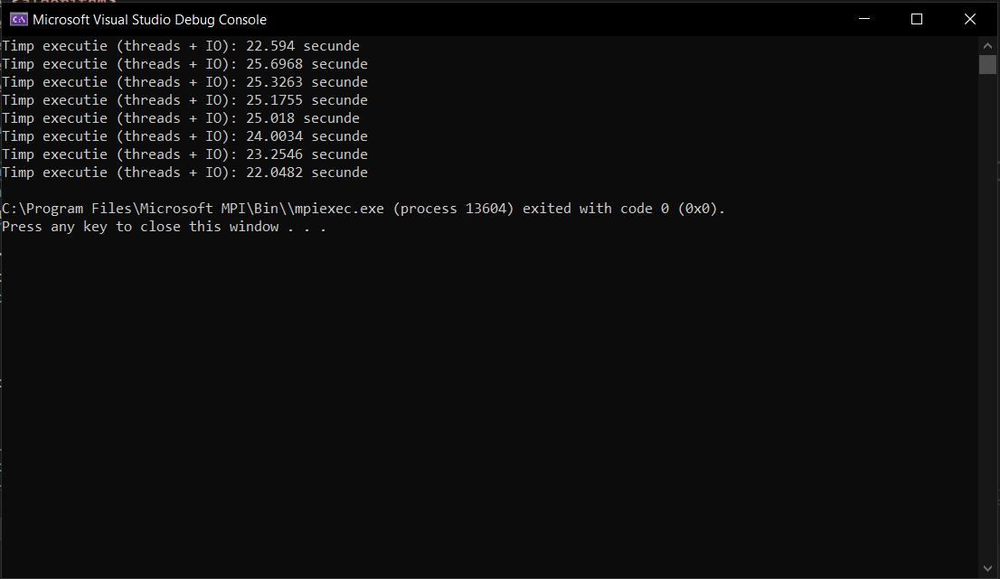 Microsoft Visual Studio Debug Console
Timp executie (threads + IO): 22.594 secunde
Timp executie (threads + IO): 25.6968 secunde
Timp executie (threads + IO): 25.3263 secunde
Timp executie (threads + IO): 25.1755 secunde
Timp executie (threads + IO): 25.018 secunde
Timp executie (threads + IO): 24.0034 secunde
Timp executie (threads + IO): 23.2546 secunde
Timp executie (threads + IO): 22.0482 secunde
C:\Program Files\Microsoft MPI\Bin\\mpiexec.exe (process 13604) exited with code 0 (0x0).
Press any key to close this window . . .